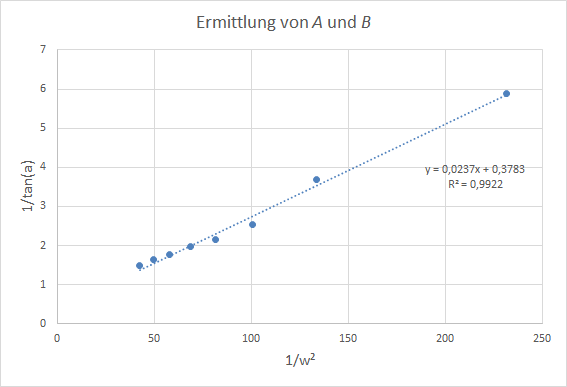 Ermittlung von A und B
1/tan(a)
7
6
5
4
3
2
1
0
y = 0,0237x + 0,3783
R² = 0,9922
0 50 100 150 200 250
1/w²